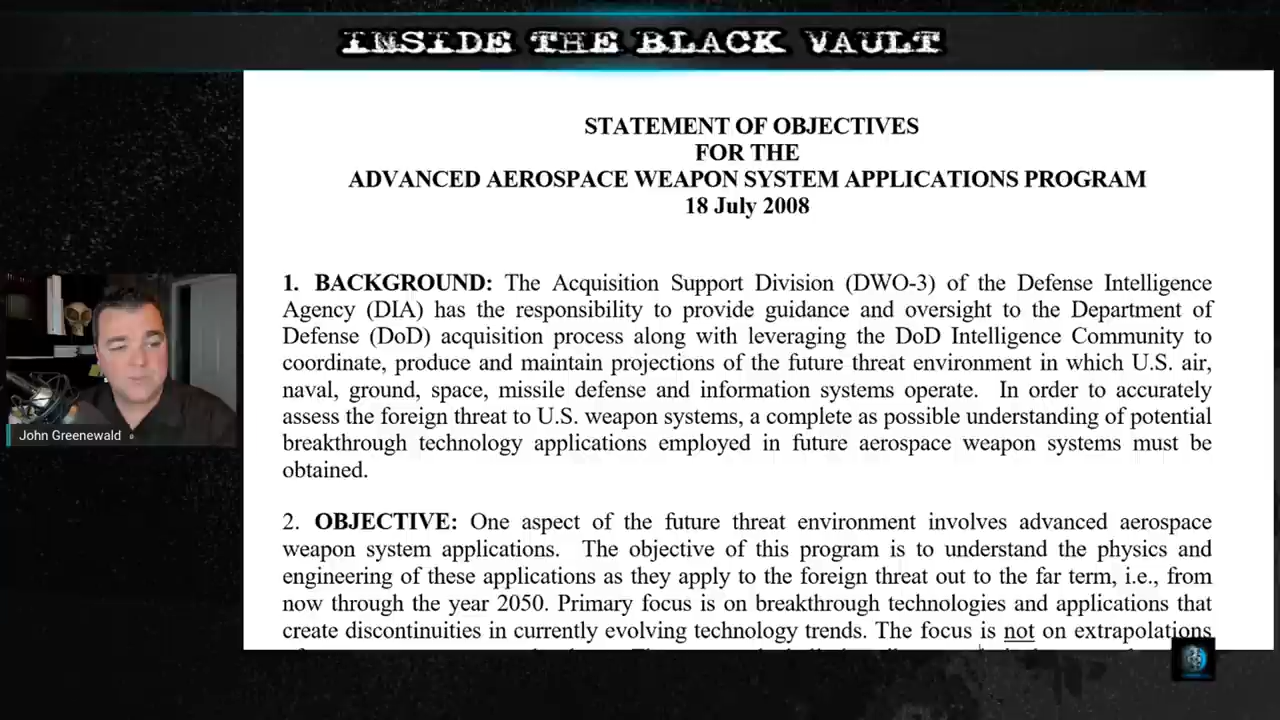 INSIDE THE BLACK VAULT
STATEMENT OF OBJECTIVES
FOR THE
ADVANCED AEROSPACE WEAPON SYSTEM APPLICATIONS PROGRAM
18 July 2008
1. BACKGROUND: The Acquisition Support Division (DWO-3) of the Defense Intelligence
Agency (DIA) has the responsibility to provide guidance and oversight to the Department of
Defense (DoD) acquisition process along with leveraging the DoD Intelligence Community to
coordinate, produce and maintain projections of the future threat environment in which U.S. air,
naval, ground, space, missile defense and information systems operate. In order to accurately
assess the foreign threat to U.S. weapon systems, a complete as possible understanding of potential
breakthrough technology applications employed in future aerospace weapon systems must be
obtained.
2. OBJECTIVE: One aspect of the future threat environment involves advanced aerospace
weapon system applications. The objective of this program is to understand the physics and
engineering of these applications as they apply to the foreign threat out to the far term, i.e., from
now through the year 2050. Primary focus is on breakthrough technologies and applications that
create discontinuities in currently evolving technology trends. The focus is not on extrapolations
John Greenewald